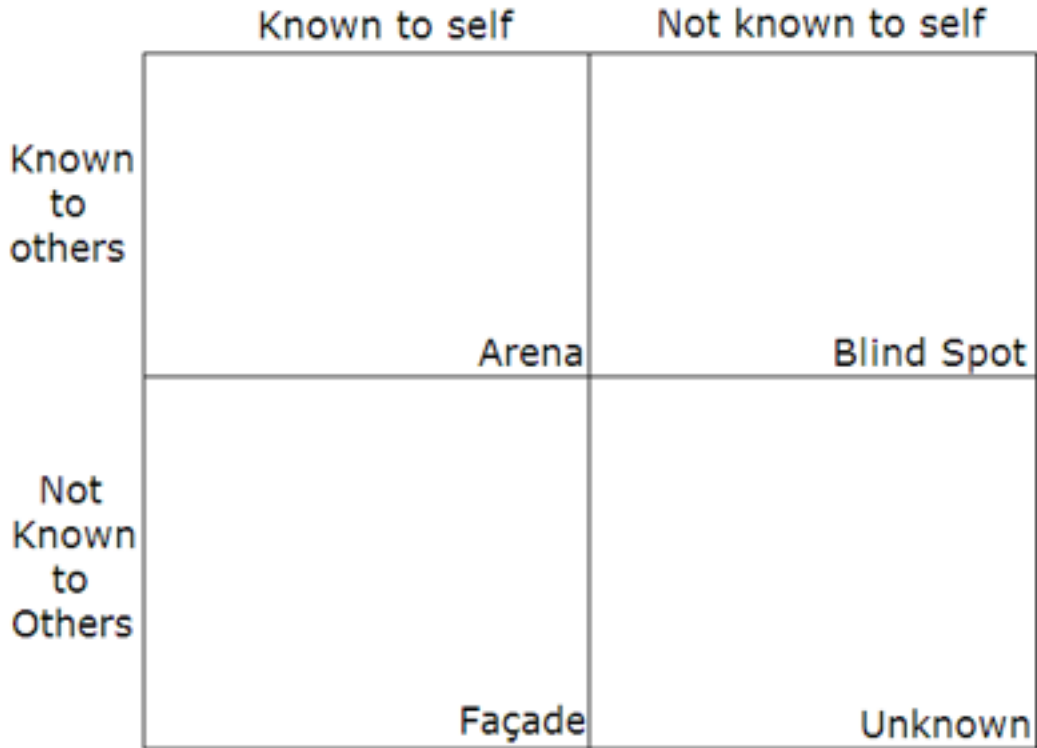 Known to self
Not known to self
Known
to
others
Arena
Blind Spot
Not
Known
to
Others
Façade
Unknown